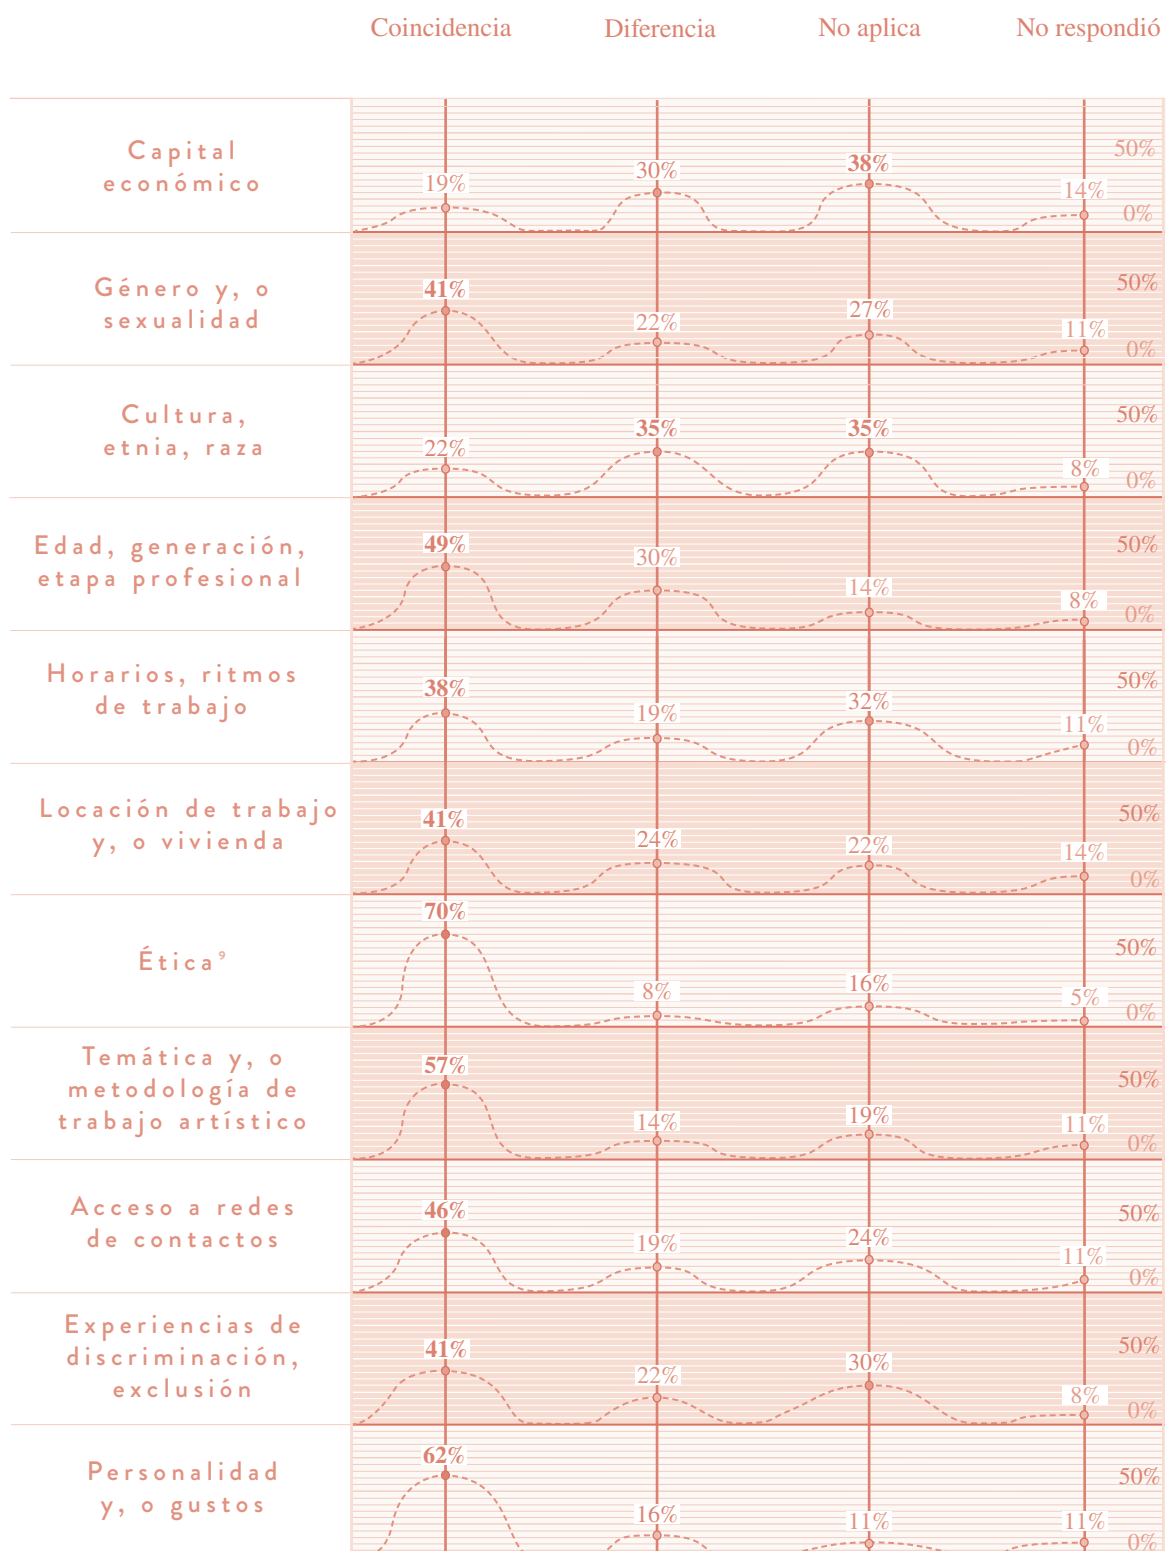 Coincidencia Diferencia No aplica No respondió
Capital
económico
19% 30% 38% 14% 50% 0%
Género y, o
sexualidad
41% 22% 27% 11% 50% 0%
Cultura,
etnia, raza
22% 35% 35% 8% 50% 0%
Edad, generación,
etapa profesional
49% 30% 14% 8% 50% 0%
Horarios, ritmos
de trabajo
38% 19% 32% 11% 50% 0%
Locación de trabajo
y, o vivienda
41% 24% 22% 14% 50% 0%
Ética⁹
70% 8% 16% 5% 50% 0%
Temática y, o
metodología de
trabajo artístico
57% 14% 19% 11% 50% 0%
Acceso a redes
de contactos
46% 19% 24% 11% 50% 0%
Experiencias de
discriminación,
exclusión
41% 22% 30% 8% 50% 0%
Personalidad
y, o gustos
62% 16% 11% 11% 50% 0%